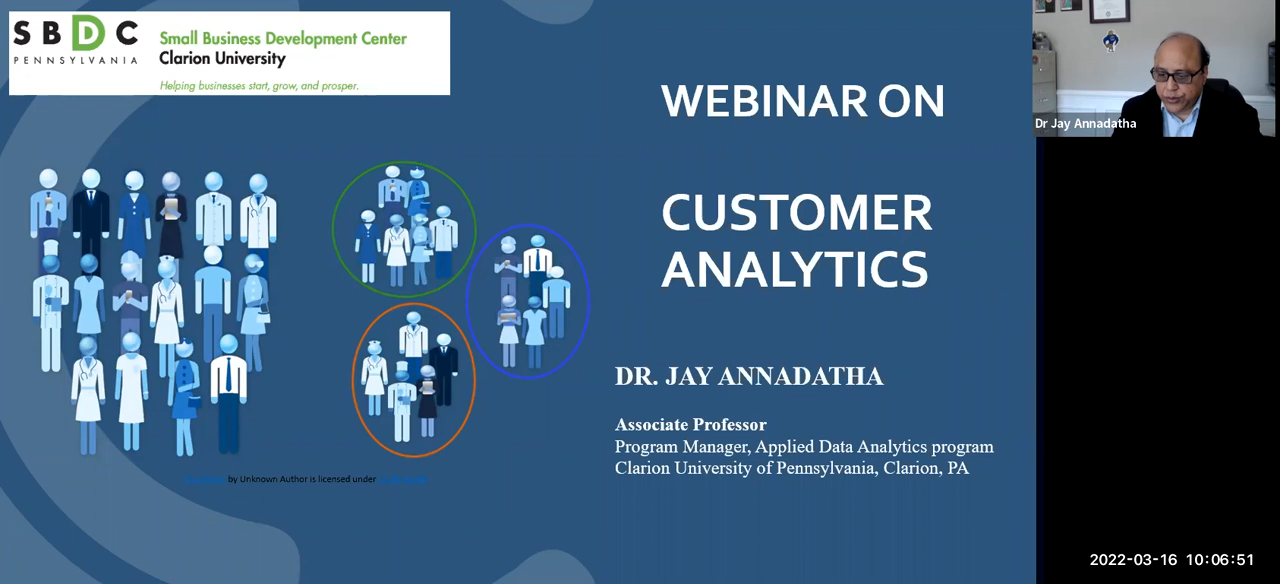 SBDC
PENNSYLVANIA
Small Business Development Center
Clarion University
Helping businesses start, grow, and prosper.
WEBINAR ON
CUSTOMER
ANALYTICS
DR. JAY ANNADATHA
Associate Professor
Program Manager, Applied Data Analytics program
Clarion University of Pennsylvania, Clarion, PA
by Unknown Author is licensed under
Dr Jay Annadatha
2022-03-16 10:06:51